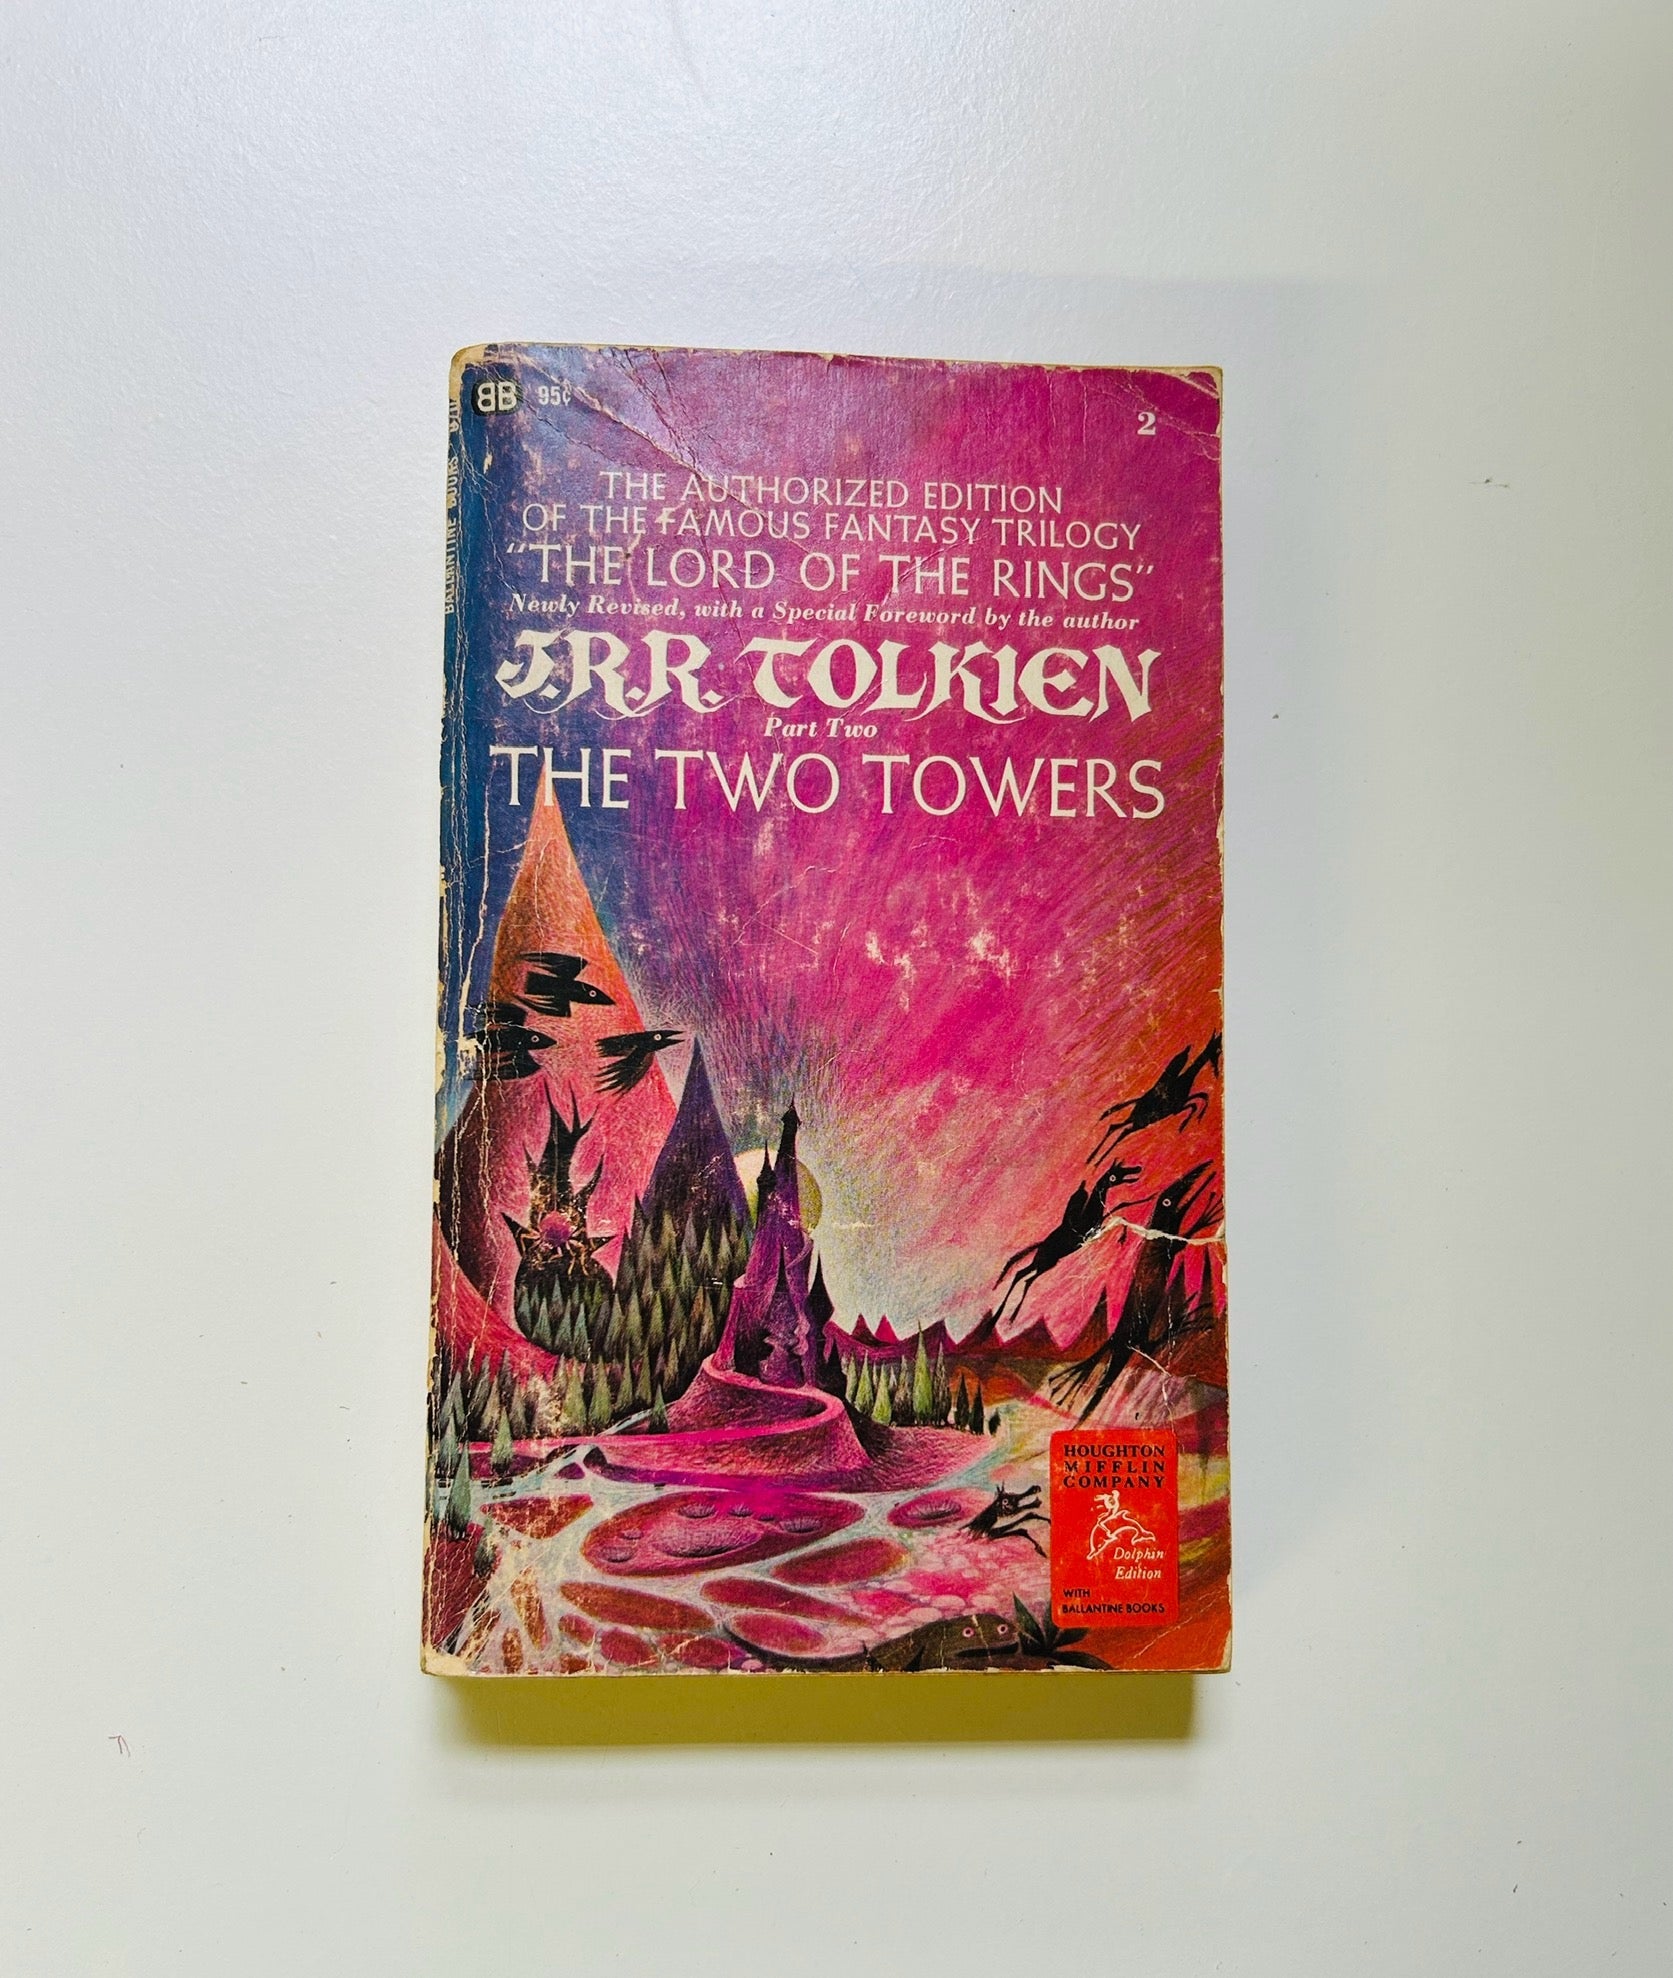 BB 95¢
2
THE AUTHORIZED EDITION
OF THE FAMOUS FANTASY TRILOGY
"THE LORD OF THE RINGS"
Newly Revised, with a Special Foreword by the author
J.R.R. TOLKIEN
Part Two
THE TWO TOWERS
HOUGHTON
MIFFLIN
COMPANY
Dolphin
Edition
WITH
BALLANTINE BOOKS
BALLANTINE BOOKS